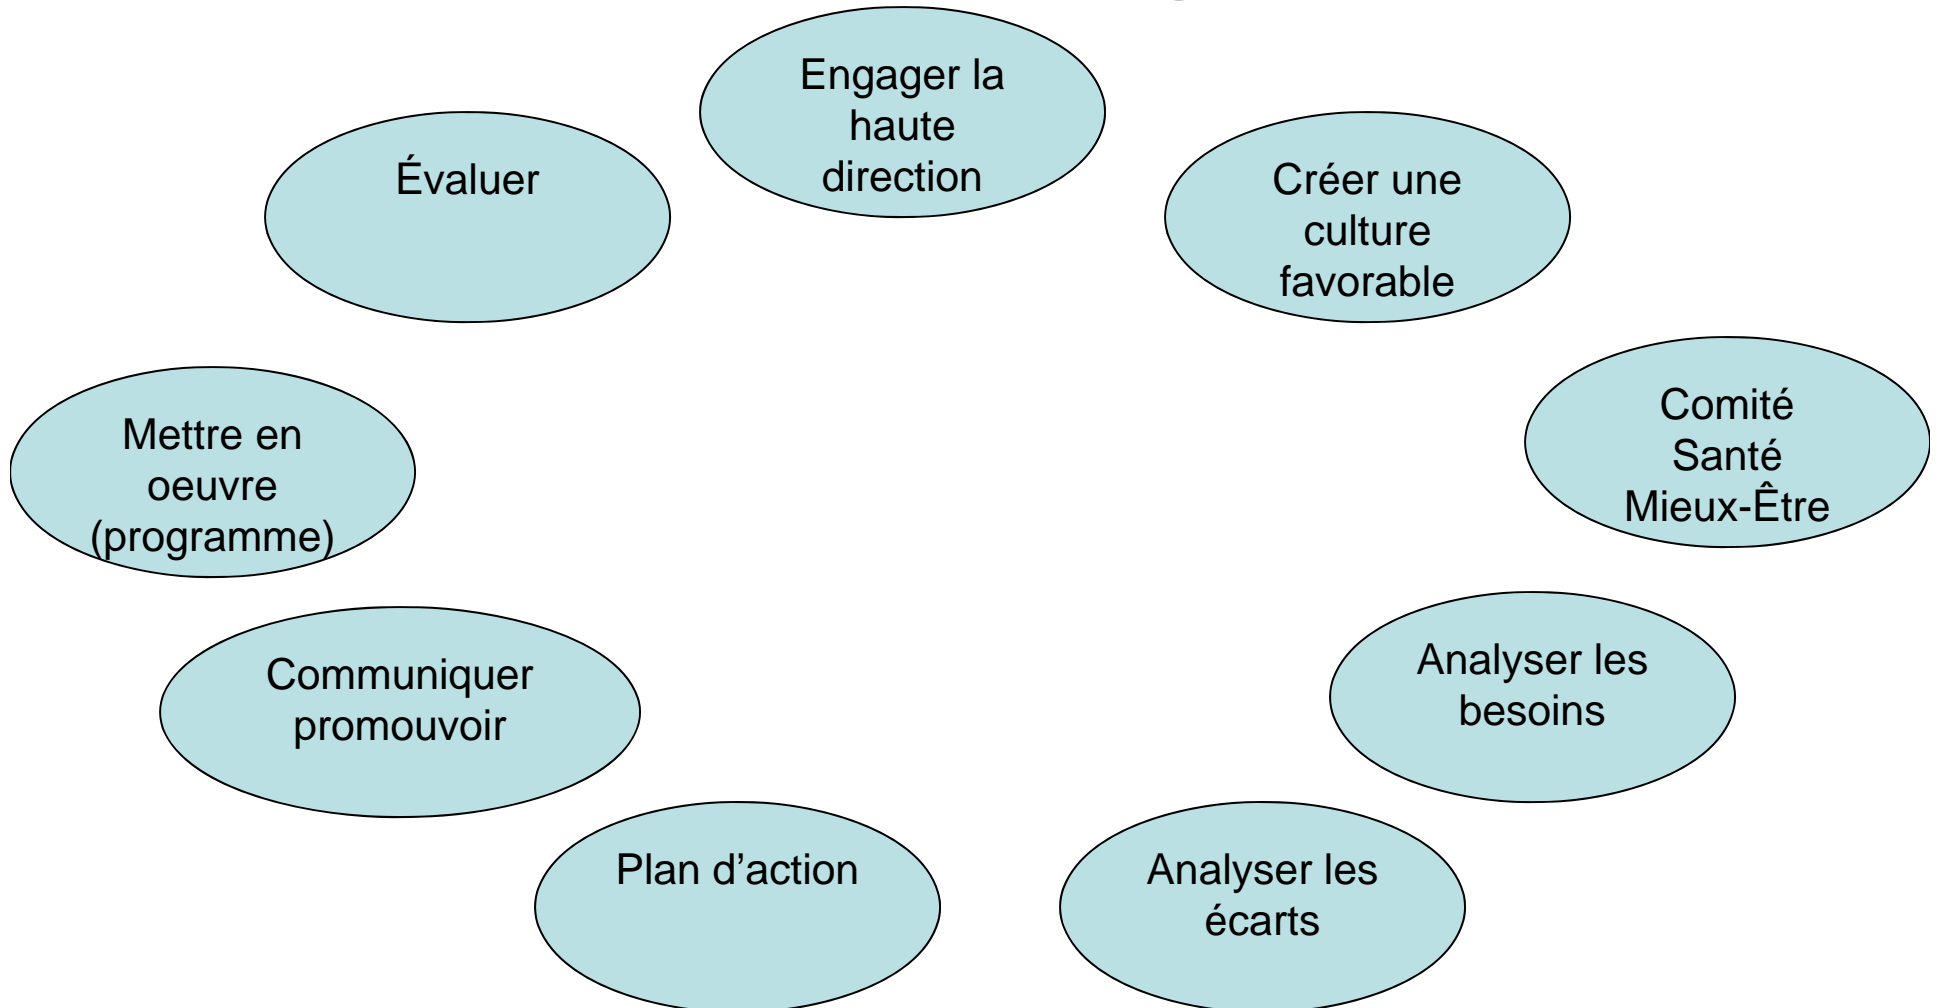 Engager la
haute
direction
Créer une
culture
favorable
Comité
Santé
Mieux-Être
Analyser les
besoins
Analyser les
écarts
Plan d’action
Communiquer
promouvoir
Mettre en
oeuvre
(programme)
Évaluer